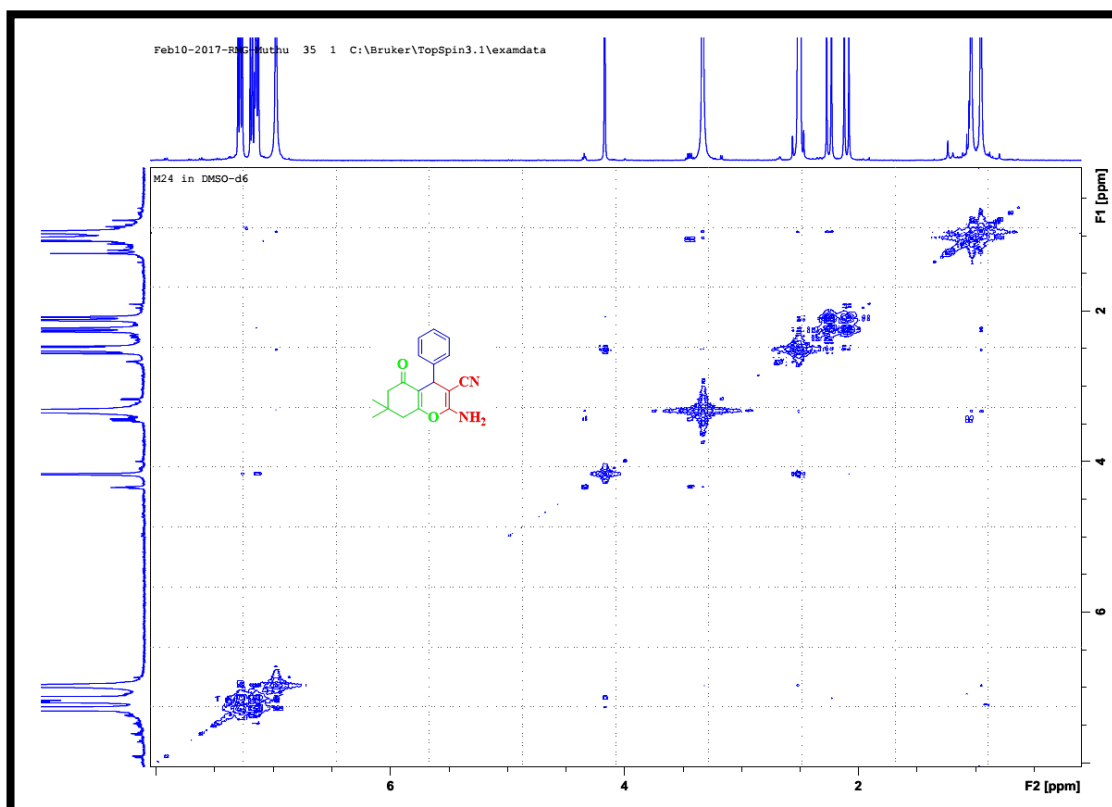 Feb10-2017-RMG-Muthu 35 1 C:\Bruker\TopSpin3.1\examdata
M24 in DMSO-d6
F1 [ppm]
2
4
6
O
CN
O
NH2
6
4
2
F2 [ppm]